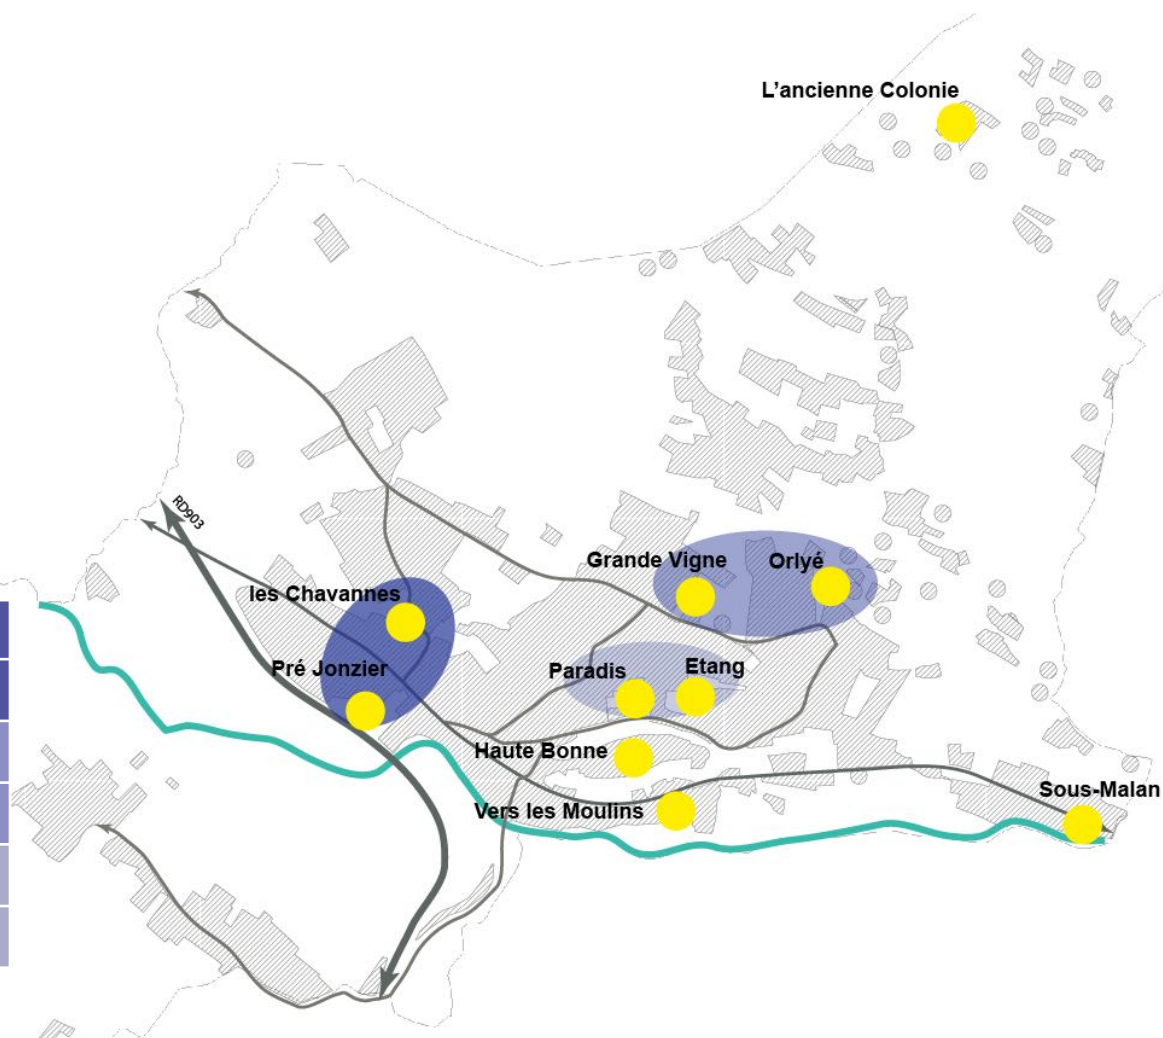 L'ancienne Colonie
RD903
Grande Vigne
Orlyé
les Chavannes
Pré Jonzier
Paradis
Etang
Haute Bonne
Vers les Moulins
Sous-Malan